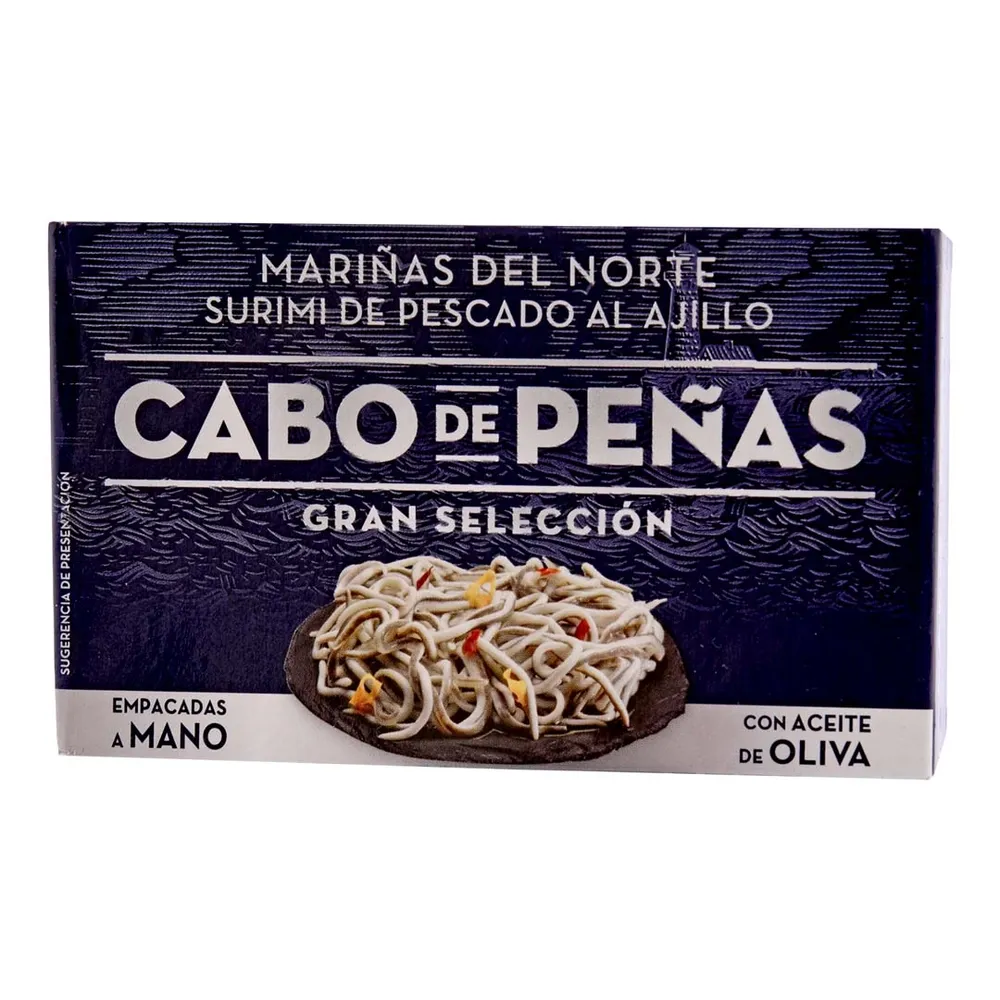 MARIÑAS DEL NORTE
SURIMI DE PESCADO AL AJILLO
CABO DE PEÑAS
GRAN SELECCIÓN
SUGERENCIA DE PRESENTACIÓN
EMPACADAS
A MANO
CON ACEITE
DE OLIVA